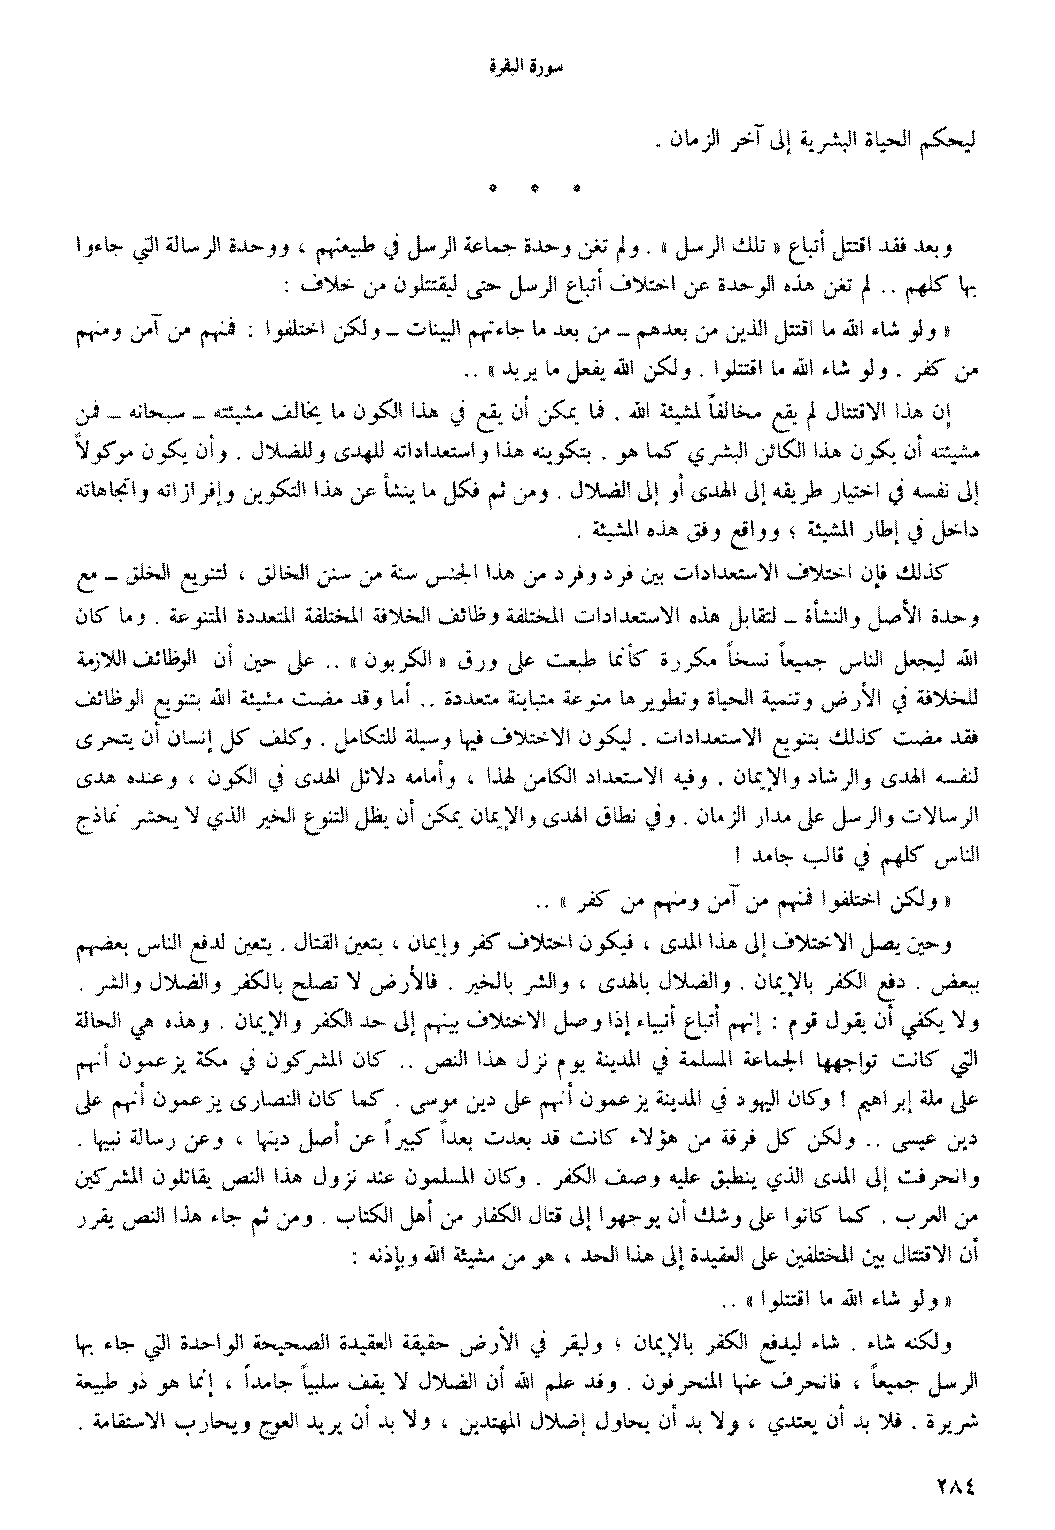 سورة البقرة
ليحكم الحياة البشرية إلى آخر الزمان .
* * *
وبعد فقد اقتتل أتباع « تلك الرسل » . ولم تغن وحدة جماعة الرسل في طبيعتهم ، ووحدة الرسالة التي جاءوا
بها كلهم .. لم تغن هذه الوحدة عن اختلاف أتباع الرسل حتى ليقتتلون من خلاف :
« ولو شاء الله ما اقتتل الذين من بعدهم – من بعد ما جاءتهم البينات – ولكن اختلفوا : فمنهم من آمن ومنهم
من كفر . ولو شاء الله ما اقتتلوا . ولكن الله يفعل ما يريد » ..
إن هذا الاقتتال لم يقع مخالفاً لمشيئة الله . فما يمكن أن يقع في هذا الكون ما يخالف مشيئته – سبحانه – فمن
مشيئته أن يكون هذا الكائن البشري كما هو . بتكوينه هذا واستعداداته للهدى وللضلال . وأن يكون موكولاً
إلى نفسه في اختيار طريقه إلى الهدى أو إلى الضلال . ومن ثم فكل ما ينشأ عن هذا التكوين وإفرازاته واتجاهاته
داخل في إطار المشيئة ؛ وواقع وفق هذه المشيئة .
كذلك فإن اختلاف الاستعدادات بين فرد وفرد من هذا الجنس سنة من سنن الخالق ، لتنويع الخلق – مع
وحدة الأصل والنشأة – لتقابل هذه الاستعدادات المختلفة وظائف الخلافة المختلفة المتعددة المتنوعة . وما كان
الله ليجعل الناس جميعاً نسخاً مكررة كأنما طبعت على ورق « الكربون » .. على حين أن الوظائف اللازمة
للخلافة في الأرض وتنمية الحياة وتطويرها منوعة متباينة متعددة .. أما وقد مضت مشيئة الله بتنويع الوظائف
فقد مضت كذلك بتنويع الاستعدادات . ليكون الاختلاف فيها وسيلة للتكامل . وكلف كل إنسان أن يتحرى
لنفسه الهدى والرشاد والإيمان . وفيه الاستعداد الكامن لهذا ، وأمامه دلائل الهدى في الكون ، وعنده هدى
الرسالات والرسل على مدار الزمان . وفي نطاق الهدى والإيمان يمكن أن يظل التنوع الخير الذي لا يحشر نماذج
الناس كلهم في قالب جامد !
« ولكن اختلفوا فمنهم من آمن ومنهم من كفر » ..
وحين يصل الاختلاف إلى هذا المدى ، فيكون اختلاف كفر وإيمان ، يتعين القتال . يتعين لدفع الناس بعضهم
ببعض . دفع الكفر بالإيمان . والضلال بالهدى ، والشر بالخير . فالأرض لا تصلح بالكفر والضلال والشر .
ولا يكفي أن يقول قوم : إنهم أتباع أنبياء إذا وصل الاختلاف بينهم إلى حد الكفر والإيمان . وهذه هي الحالة
التي كانت تواجهها الجماعة المسلمة في المدينة يوم نزل هذا النص .. كان المشركون في مكة يزعمون أنهم
على ملة إبراهيم ! وكان اليهود في المدينة يزعمون أنهم على دين موسى . كما كان النصارى يزعمون أنهم على
دين عيسى .. ولكن كل فرقة من هؤلاء كانت قد بعدت بعداً كبيراً عن أصل دينها ، وعن رسالة نبيها .
وانحرفت إلى المدى الذي ينطبق عليه وصف الكفر . وكان المسلمون عند نزول هذا النص يقاتلون المشركين
من العرب . كما كانوا على وشك أن يوجهوا إلى قتال الكفار من أهل الكتاب . ومن ثم جاء هذا النص يقرر
أن الاقتتال بين المختلفين على العقيدة إلى هذا الحد ، هو من مشيئة الله وبإذنه :
« ولو شاء الله ما اقتتلوا » ..
ولكنه شاء . شاء ليدفع الكفر بالإيمان ؛ وليقر في الأرض حقيقة العقيدة الصحيحة الواحدة التي جاء بها
الرسل جميعاً ، فانحرف عنها المنحرفون . وقد علم الله أن الضلال لا يقف سلبياً جامداً ، إنما هو ذو طبيعة
شريرة . فلا بد أن يعتدي ، ولا بد أن يحاول إضلال المهتدين ، ولا بد أن يريد العوج ويحارب الاستقامة .
٢٨٤